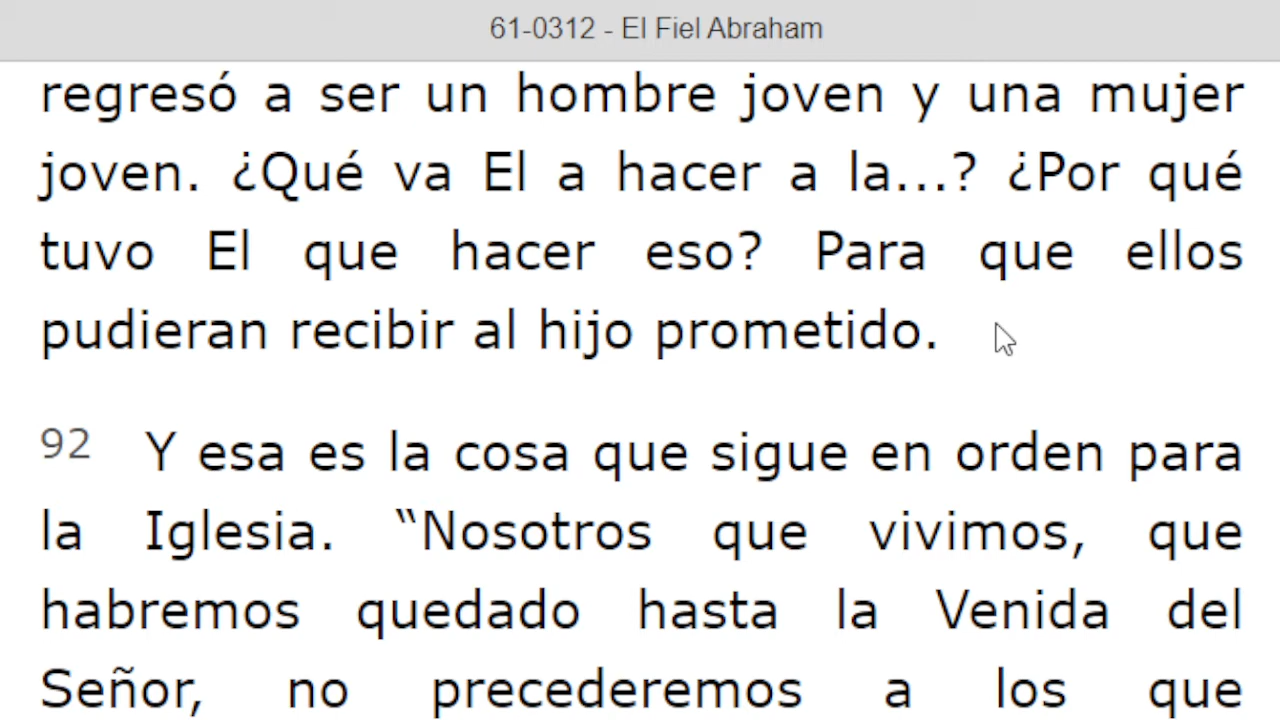 61-0312 - El Fiel Abraham
regresó a ser un hombre joven y una mujer
joven. ¿Qué va El a hacer a la...? ¿Por qué
tuvo El que hacer eso? Para que ellos
pudieran recibir al hijo prometido.
92 Y esa es la cosa que sigue en orden para
la Iglesia. “Nosotros que vivimos, que
habremos quedado hasta la Venida del
Señor, no precederemos a los que